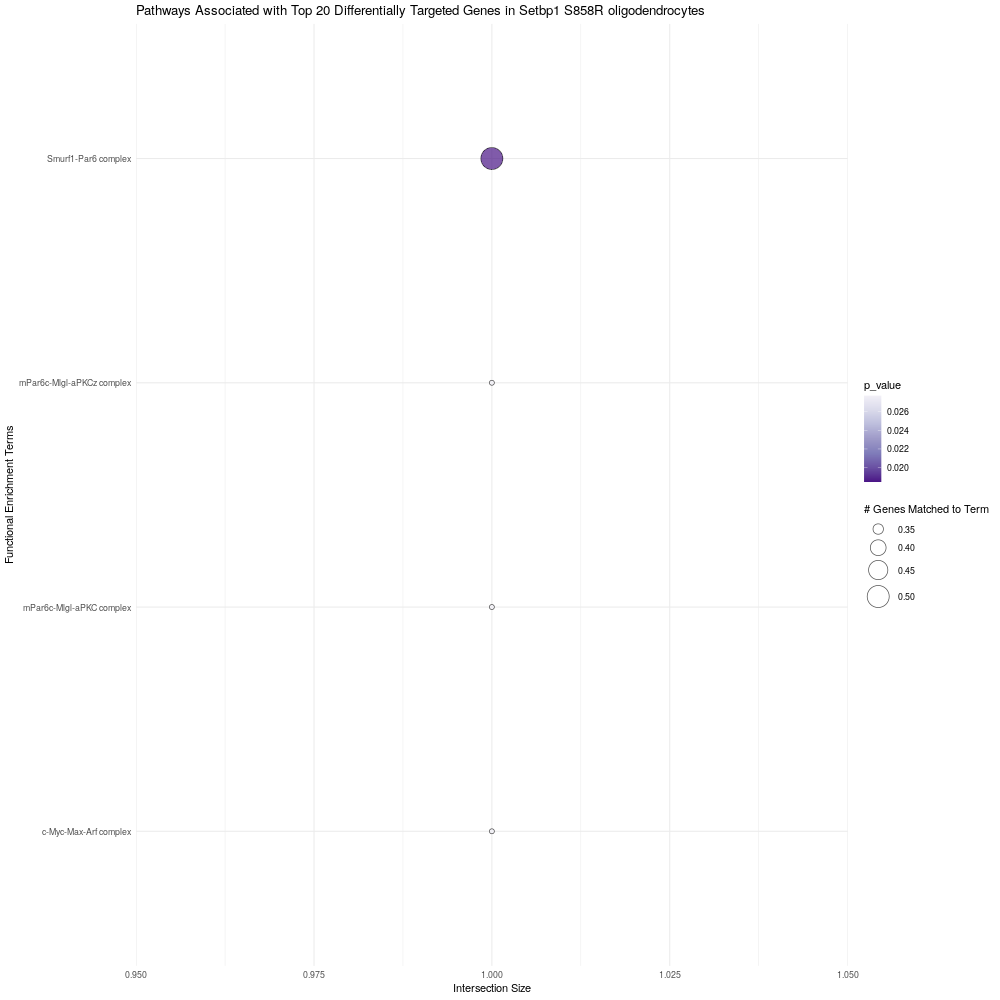 Pathways Associated with Top 20 Differentially Targeted Genes in Setbp1 S858R oligodendrocytes
Functional Enrichment Terms
Smurf1-Par6 complex
mPar6c-Mlgl-aPKCz complex
mPar6c-Mlgl-aPKC complex
c-Myc-Max-Arf complex
0.950
0.975
1.000
1.025
1.050
Intersection Size
p_value
0.026
0.024
0.022
0.020
# Genes Matched to Term
0.35
0.40
0.45
0.50